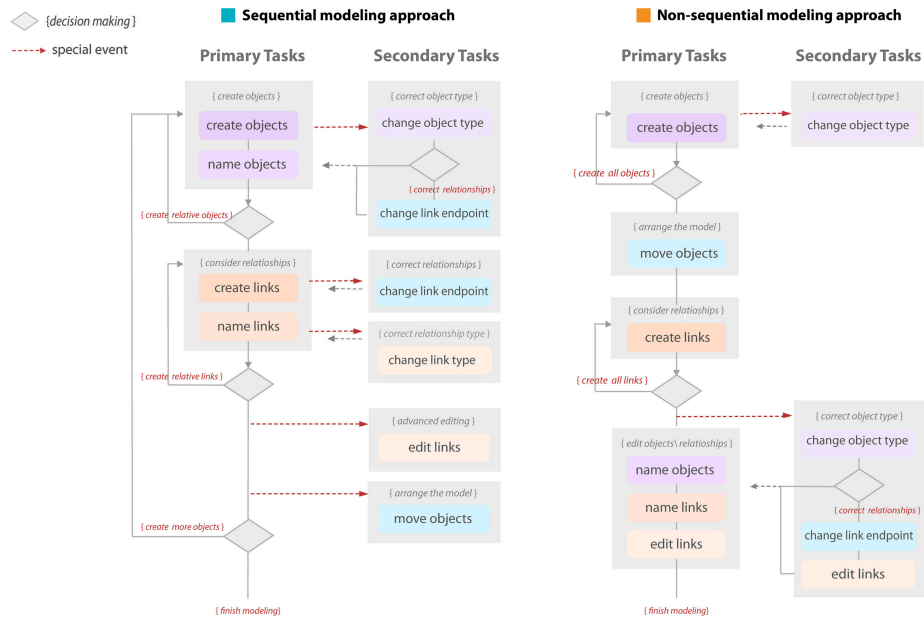 Sequential modeling approach
Non-sequential modeling approach
{decision making }
special event
Primary Tasks
Secondary Tasks
{ create objects }
create objects
name objects
{ create relative objects }
{ correct object type }
change object type
{ correct relationships }
change link endpoint
{ consider relatioships }
create links
name links
{ create relative links }
{ correct relationships }
change link endpoint
{ correct relationship type }
change link type
{ advanced editing }
edit links
{ arrange the model }
move objects
{ create more objects }
{ finish modeling}
Primary Tasks
Secondary Tasks
{ create objects }
create objects
{ create all objects }
{ correct object type }
change object type
{ arrange the model }
move objects
{ consider relatioships }
create links
{ create all links }
{ edit objects\ relatioships }
name objects
name links
edit links
{ correct object type }
change object type
{ correct relationships }
change link endpoint
edit links
{ finish modeling}